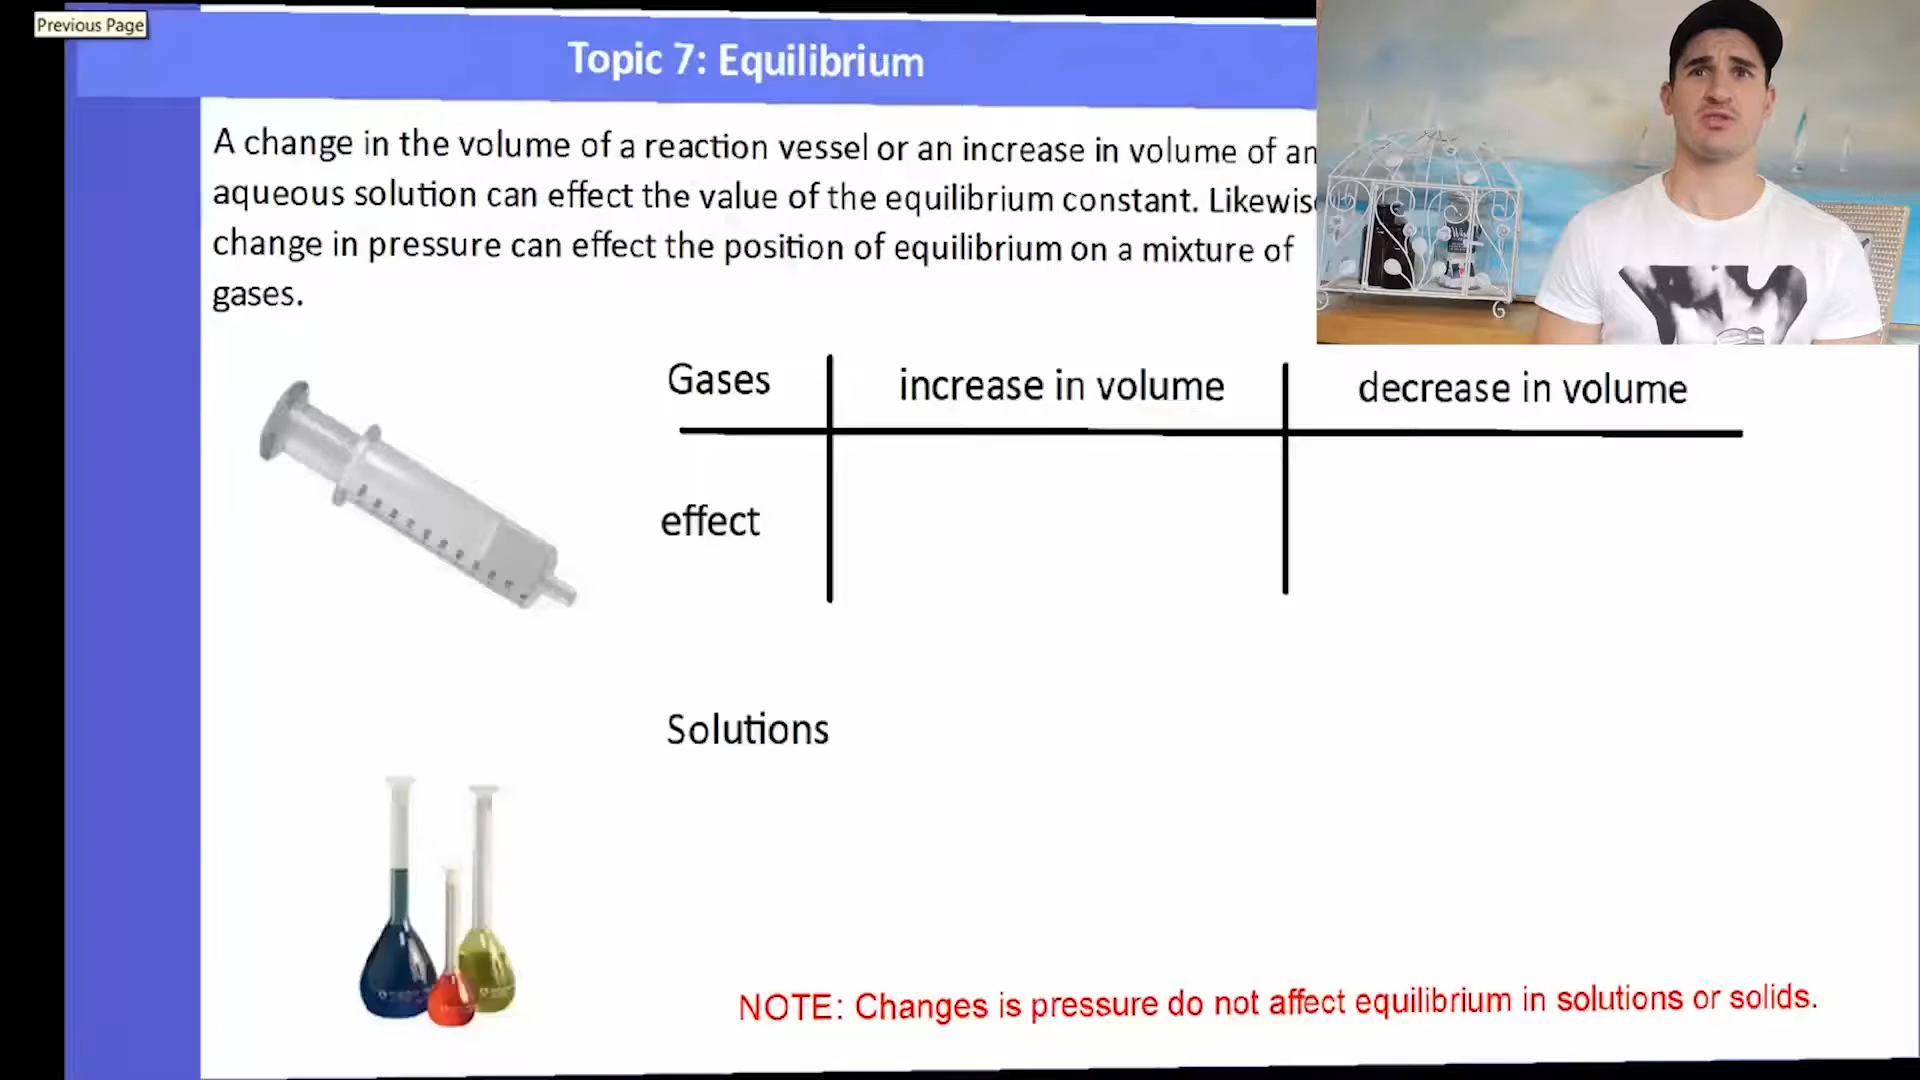 Previous Page
Topic 7: Equilibrium
A change in the volume of a reaction vessel or an increase in volume of an
aqueous solution can effect the value of the equilibrium constant. Likewise
change in pressure can effect the position of equilibrium on a mixture of
gases.
Gases increase in volume decrease in volume
effect
Solutions
NOTE: Changes is pressure do not affect equilibrium in solutions or solids.